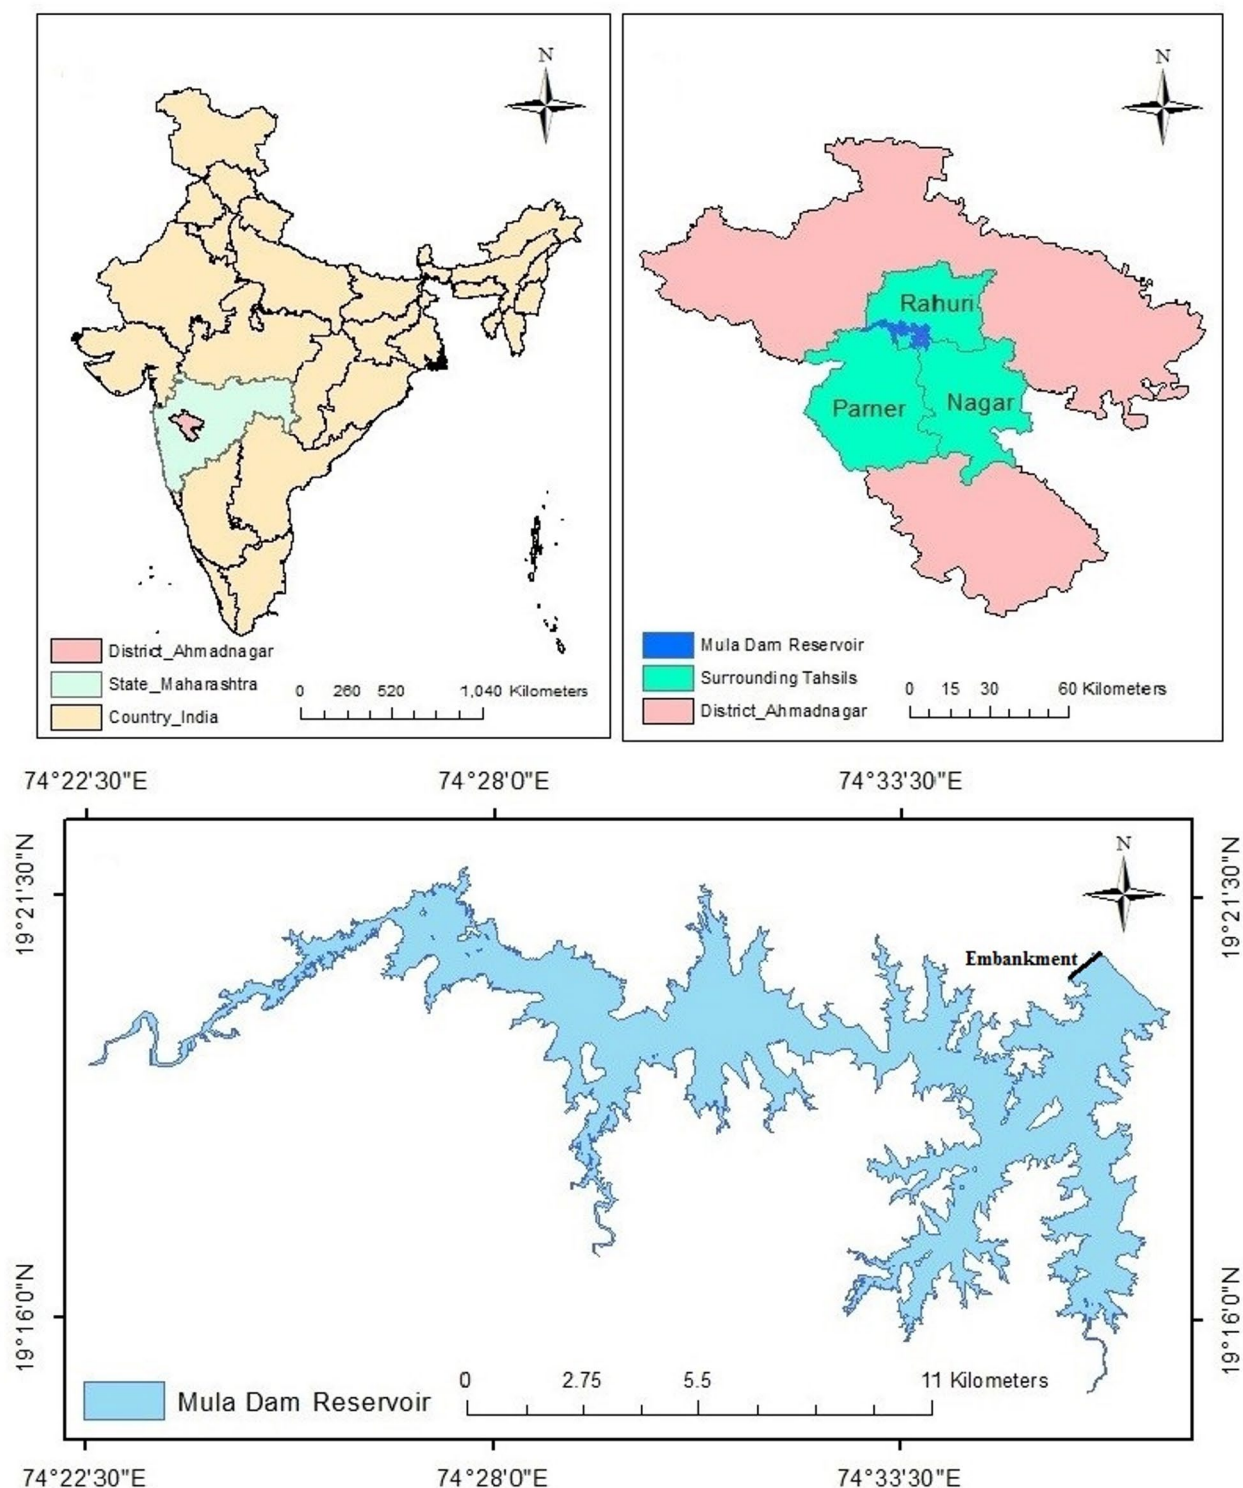 N
District_Ahmadnagar
State_Maharashtra
Country_India
0 260 520 1,040 Kilometers
N
Rahuri
Parner
Nagar
Mula Dam Reservoir
Surrounding Tahsils
District_Ahmadnagar
0 15 30 60 Kilometers
74°22'30"E 74°28'0"E 74°33'30"E
19°21'30"N
19°21'30"N
N
Embankment
19°16'0"N
19°16'0"N
Mula Dam Reservoir
0 2.75 5.5 11 Kilometers
74°22'30"E 74°28'0"E 74°33'30"E